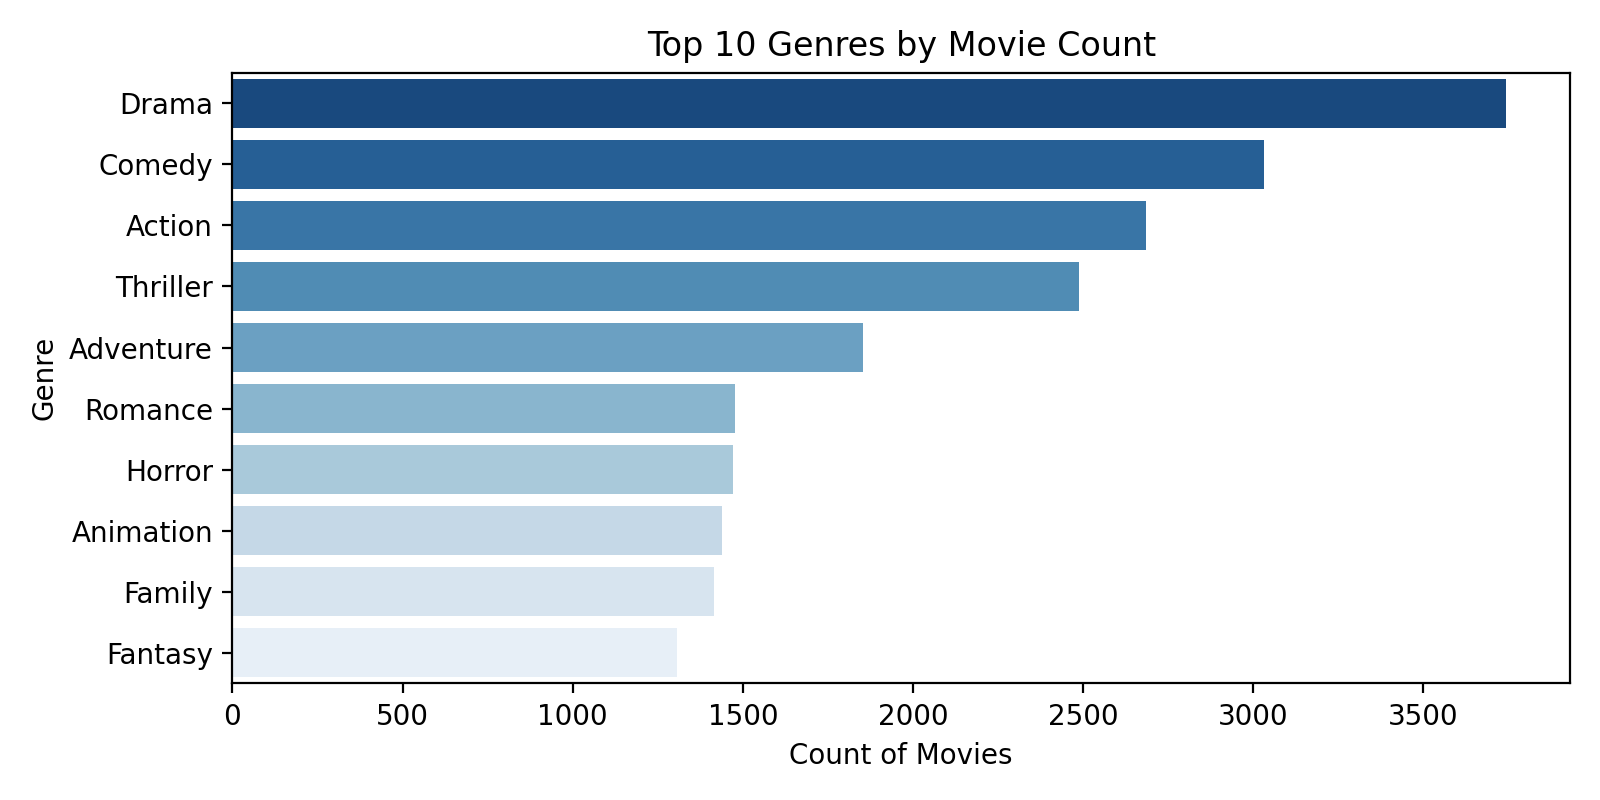 Top 10 Genres by Movie Count
Drama
Comedy
Action
Thriller
Adventure
Romance
Horror
Animation
Family
Fantasy
Genre
0 500 1000 1500 2000 2500 3000 3500
Count of Movies